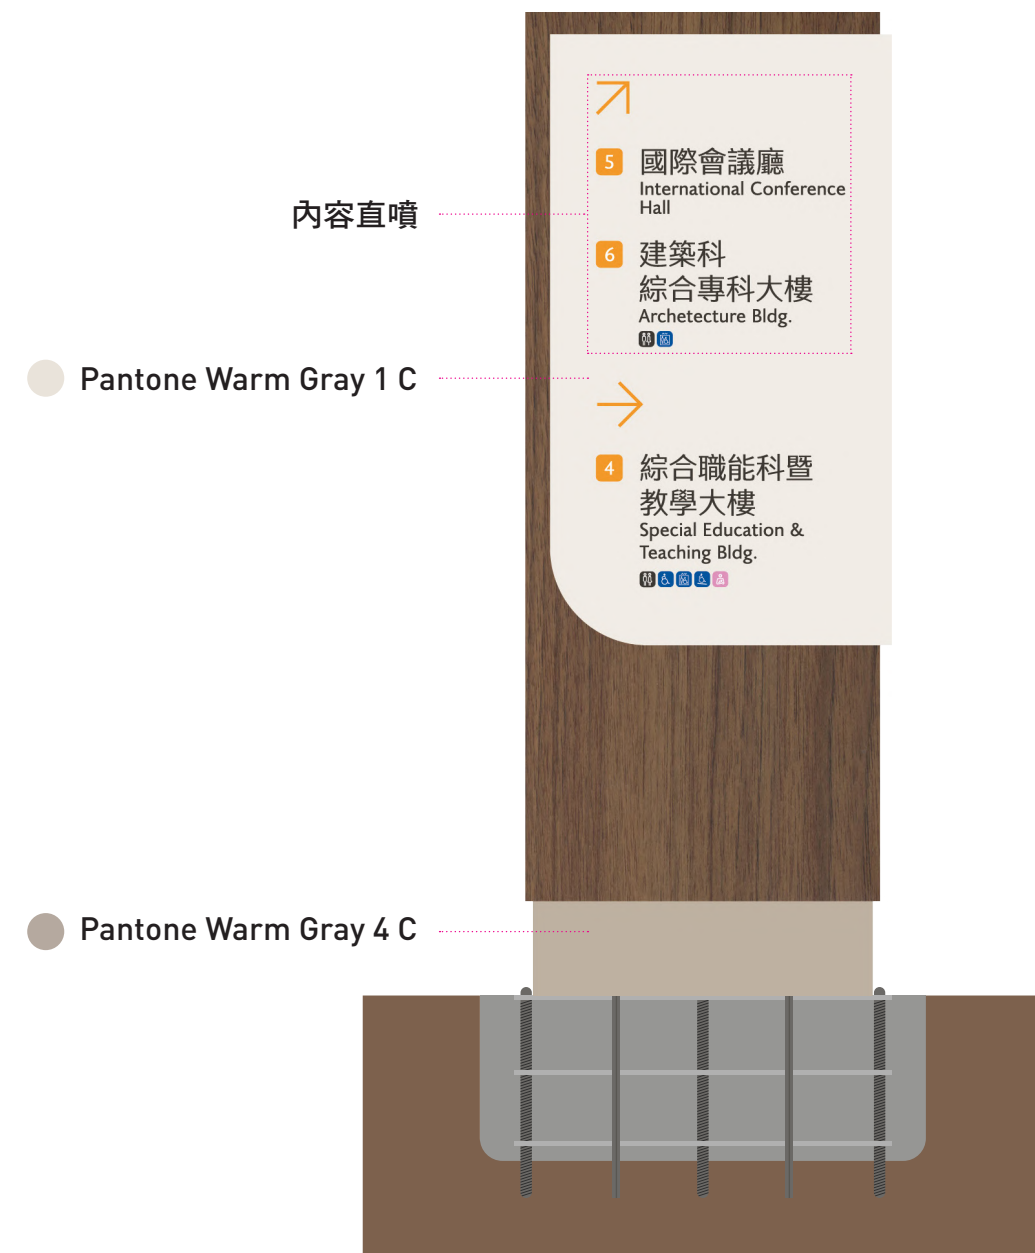 5 國際會議廳
International Conference
Hall
內容直噴
6 建築科
綜合專科大樓
Archetecture Bldg.
Pantone Warm Gray 1 C
4 綜合職能科暨
教學大樓
Special Education &
Teaching Bldg.
Pantone Warm Gray 4 C